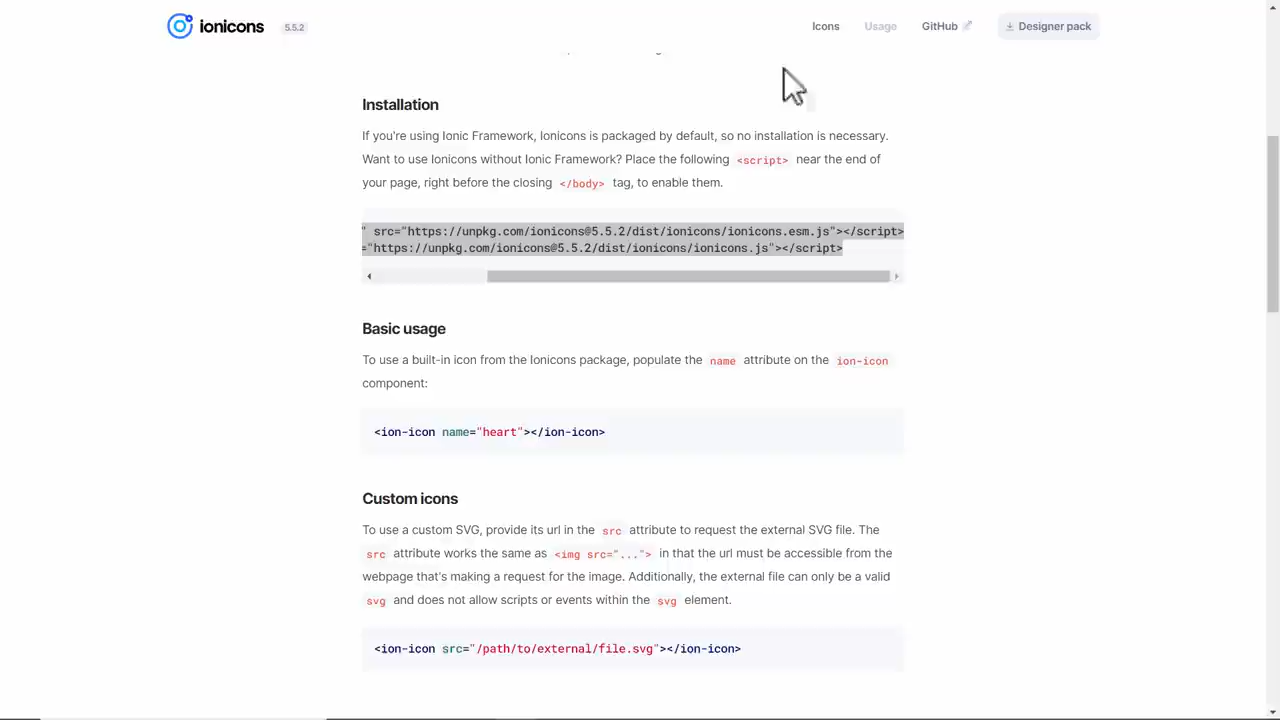 ionicons
5.5.2
Icons
Usage
GitHub
Designer pack
Installation
If you're using Ionic Framework, Ionicons is packaged by default, so no installation is necessary.
Want to use Ionicons without Ionic Framework? Place the following <script> near the end of
your page, right before the closing </body> tag, to enable them.
" src="https://unpkg.com/ionicons@5.5.2/dist/ionicons/ionicons.esm.js"></script>
="https://unpkg.com/ionicons@5.5.2/dist/ionicons/ionicons.js"></script>
Basic usage
To use a built-in icon from the Ionicons package, populate the name attribute on the ion-icon
component:
<ion-icon name="heart"></ion-icon>
Custom icons
To use a custom SVG, provide its url in the src attribute to request the external SVG file. The
src attribute works the same as <img src="..."> in that the url must be accessible from the
webpage that's making a request for the image. Additionally, the external file can only be a valid
svg and does not allow scripts or events within the svg element.
<ion-icon src="/path/to/external/file.svg"></ion-icon>